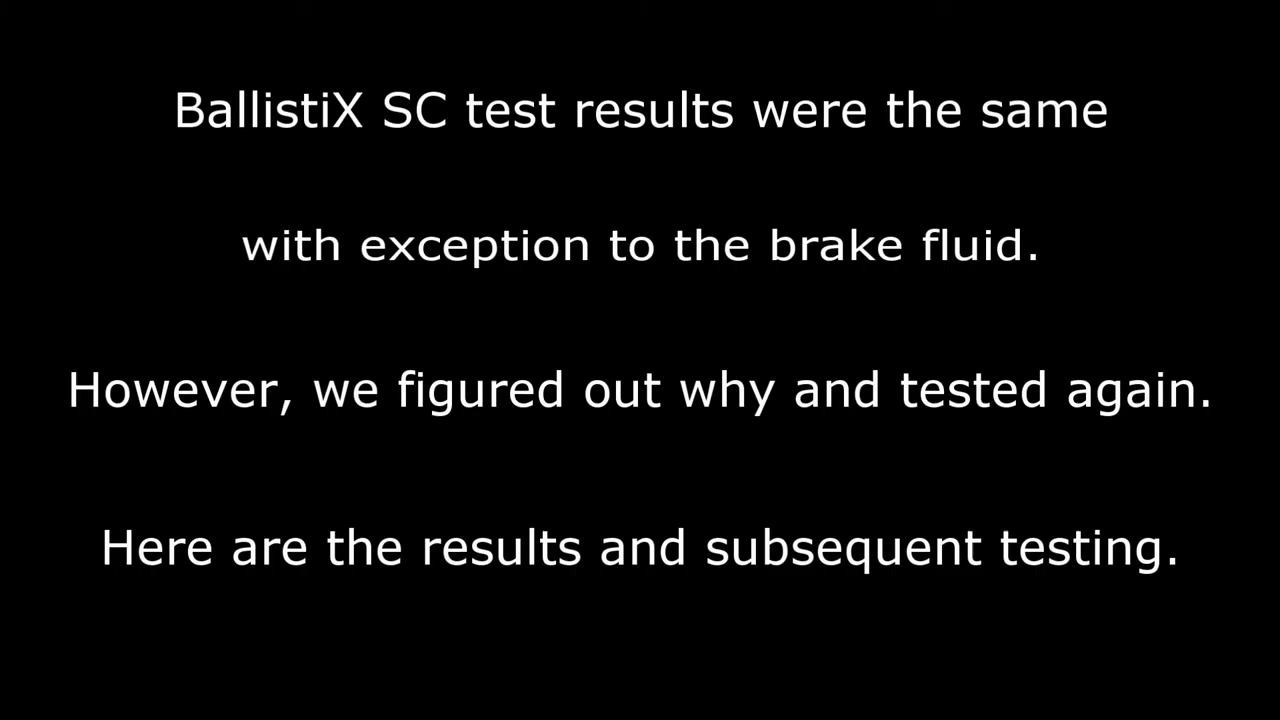 BallistiX SC test results were the same
with exception to the brake fluid.
However, we figured out why and tested again.
Here are the results and subsequent testing.